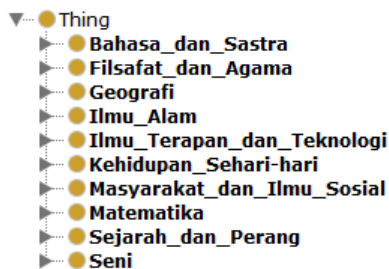 Thing
Bahasa_dan_Sastra
Filsafat_dan_Agama
Geografi
Ilmu_Alam
Ilmu_Terapan_dan_Teknologi
Kehidupan_Sehari-hari
Masyarakat_dan_Ilmu_Sosial
Matematika
Sejarah_dan_Perang
Seni